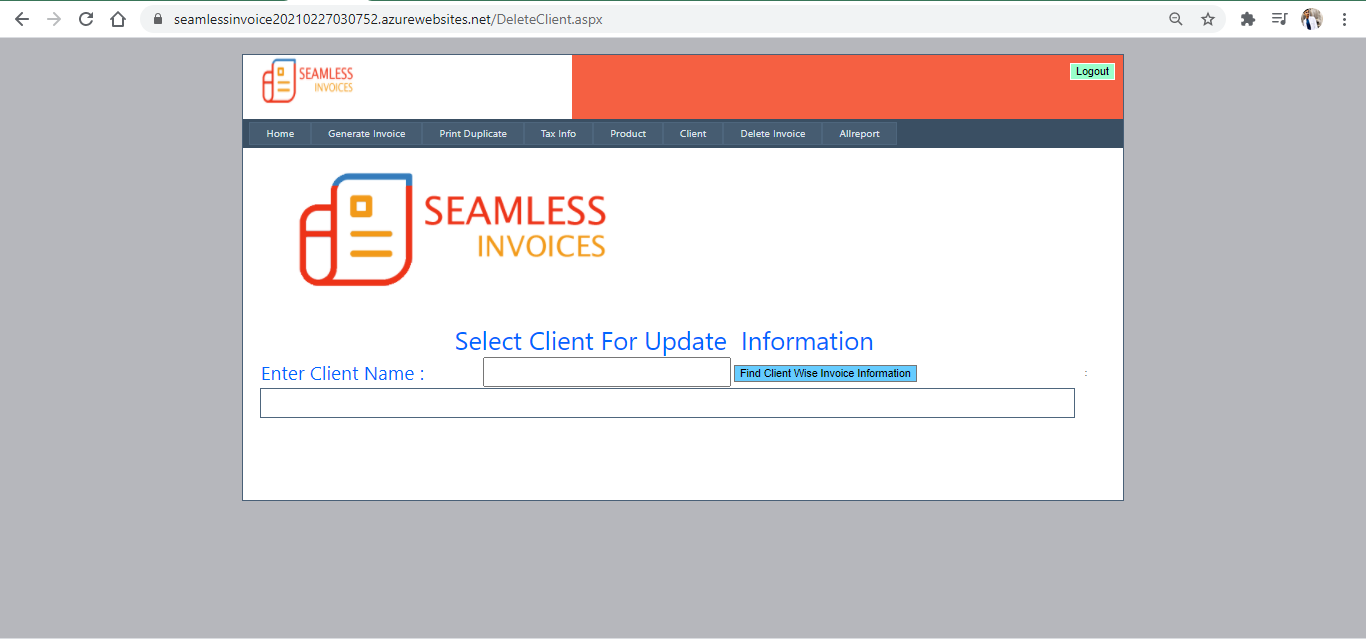 seamlessinvoice20210227030752.azurewebsites.net/DeleteClient.aspx
SEAMLESS
INVOICES
Logout
Home Generate Invoice Print Duplicate Tax Info Product Client Delete Invoice Allreport
SEAMLESS
INVOICES
Select Client For Update Information
Enter Client Name : Find Client Wise Invoice Information :